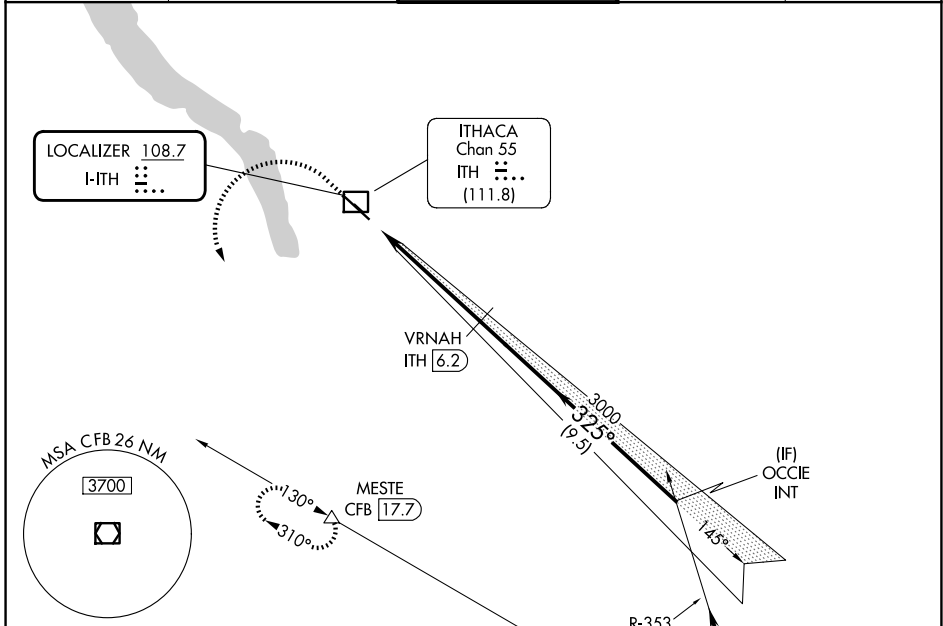 LOCALIZER 108.7
I-ITH
ITHACA
Chan 55
ITH
(111.8)
VRNAH
ITH 6.2
3000
325°
(9.5)
(IF)
OCCIE
INT
145°
MSA CFB 26 NM
3700
MESTE
CFB 17.7
130°
310°
R-353